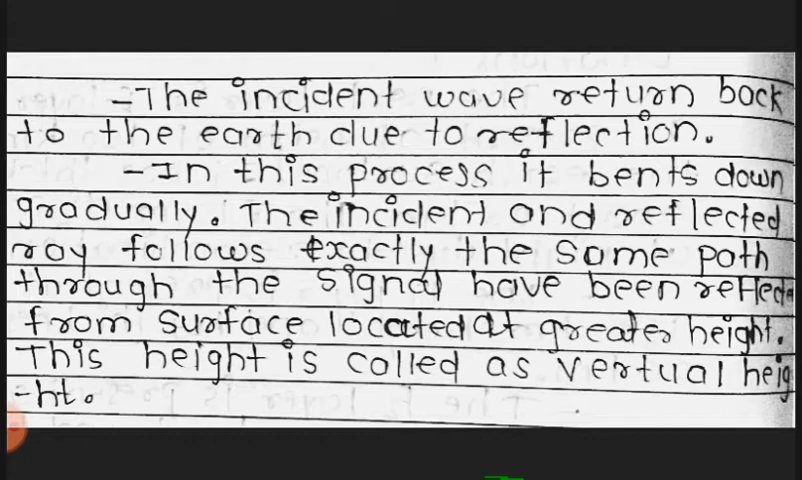 - The incident wave return back
to the earth due to reflection.
- In this process it bents down
gradually. The incident and reflected
ray follows exactly the same path
through the signal have been reflected
from surface located at greater height.
This height is called as vertual heig
-ht.